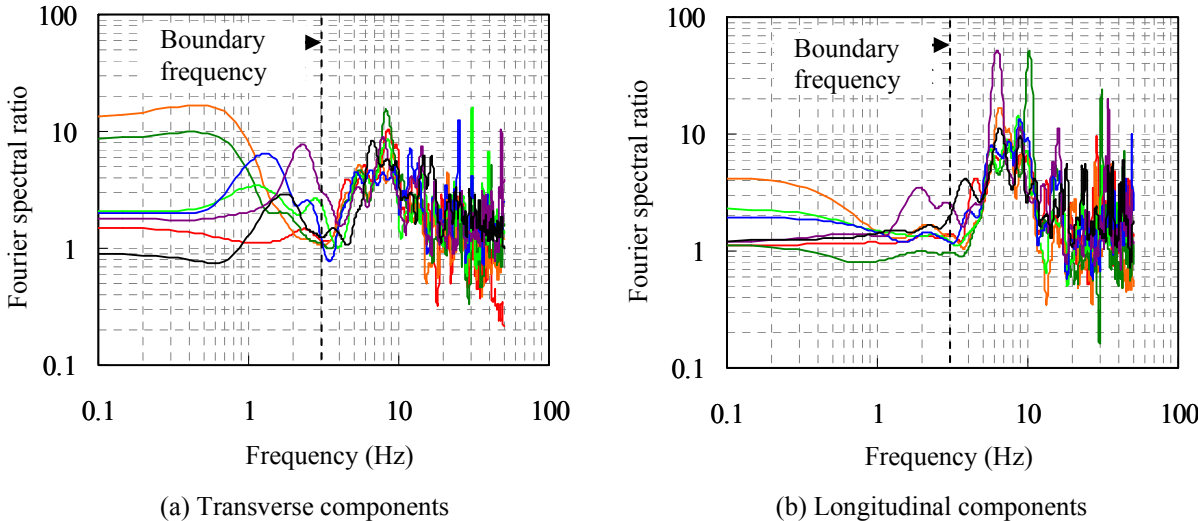 100
10
1
0.1
Fourier spectral ratio
Boundary
frequency
0.1
1
10
100
Frequency (Hz)
(a) Transverse components
100
10
1
0.1
Fourier spectral ratio
Boundary
frequency
0.1
1
10
100
Frequency (Hz)
(b) Longitudinal components